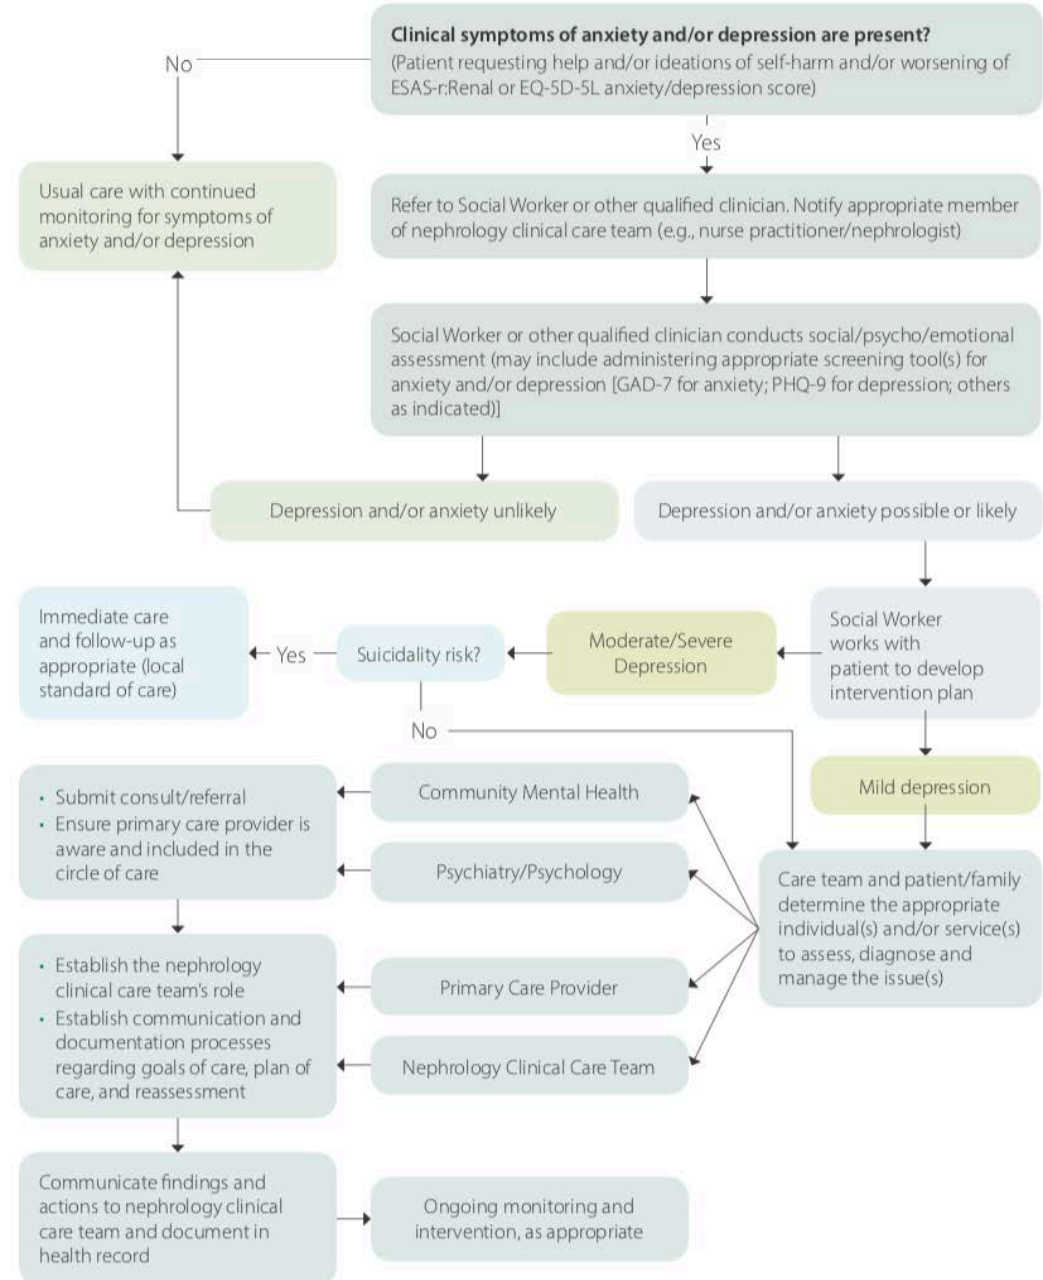 Clinical symptoms of anxiety and/or depression are present?
(Patient requesting help and/or ideations of self-harm and/or worsening of
ESAS-r:Renal or EQ-5D-5L anxiety/depression score)
No
Yes
Usual care with continued
monitoring for symptoms of
anxiety and/or depression
Refer to Social Worker or other qualified clinician. Notify appropriate member
of nephrology clinical care team (e.g., nurse practitioner/nephrologist)
Social Worker or other qualified clinician conducts social/psycho/emotional
assessment (may include administering appropriate screening tool(s) for
anxiety and/or depression [GAD-7 for anxiety; PHQ-9 for depression; others
as indicated)]
Depression and/or anxiety unlikely
Depression and/or anxiety possible or likely
Immediate care
and follow-up as
appropriate (local
standard of care)
Yes
Suicidality risk?
Moderate/Severe
Depression
Social Worker
works with
patient to develop
intervention plan
No
Mild depression
• Submit consult/referral
• Ensure primary care provider is
aware and included in the
circle of care
Community Mental Health
Psychiatry/Psychology
Care team and patient/family
determine the appropriate
individual(s) and/or service(s)
to assess, diagnose and
manage the issue(s)
• Establish the nephrology
clinical care team's role
• Establish communication and
documentation processes
regarding goals of care, plan of
care, and reassessment
Primary Care Provider
Nephrology Clinical Care Team
Communicate findings and
actions to nephrology clinical
care team and document in
health record
Ongoing monitoring and
intervention, as appropriate